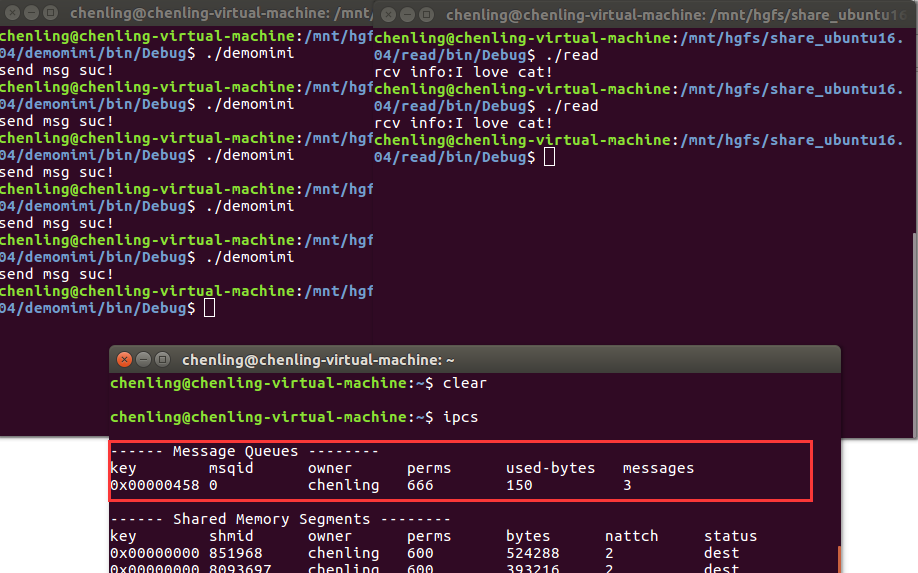 chenling@chenling-virtual-machine: /mnt/
chenling@chenling-virtual-machine:/mnt/hgf
04/demomimi/bin/Debug$ ./demomimi
send msg suc!
chenling@chenling-virtual-machine:/mnt/hgf
04/demomimi/bin/Debug$ ./demomimi
send msg suc!
chenling@chenling-virtual-machine:/mnt/hgf
04/demomimi/bin/Debug$ ./demomimi
send msg suc!
chenling@chenling-virtual-machine:/mnt/hgf
04/demomimi/bin/Debug$ ./demomimi
send msg suc!
chenling@chenling-virtual-machine:/mnt/hgf
04/demomimi/bin/Debug$ ./demomimi
send msg suc!
chenling@chenling-virtual-machine:/mnt/hgf
04/demomimi/bin/Debug$
chenling@chenling-virtual-machine: /mnt/hgfs/share_ubuntu16
chenling@chenling-virtual-machine:/mnt/hgfs/share_ubuntu16.
04/read/bin/Debug$ ./read
rcv info:I love cat!
chenling@chenling-virtual-machine:/mnt/hgfs/share_ubuntu16.
04/read/bin/Debug$ ./read
rcv info:I love cat!
chenling@chenling-virtual-machine:/mnt/hgfs/share_ubuntu16.
04/read/bin/Debug$
chenling@chenling-virtual-machine: ~
chenling@chenling-virtual-machine:~$ clear
chenling@chenling-virtual-machine:~$ ipcs
------ Message Queues --------
key msqid owner perms used-bytes messages
0x00000458 0 chenling 666 150 3
------ Shared Memory Segments --------
key shmid owner perms bytes nattch status
0x00000000 851968 chenling 600 524288 2 dest
0x00000000 8093697 chenling 600 393216 2 dest